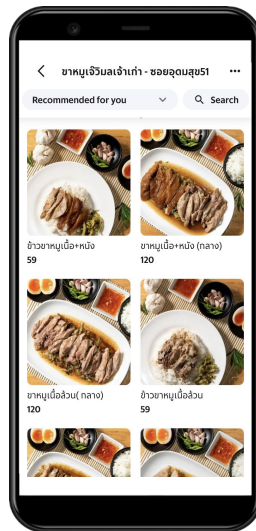 ขาหมูเจ๊วิมลเจ้าเก่า - ซอยอุดมสุข51
Recommended for you
Search
ข้าวขาหมูเนื้อ+หนัง
59
ขาหมูเนื้อ+หนัง (กลาง)
120
ขาหมูเนื้อล้วน( กลาง)
120
ข้าวขาหมูเนื้อล้วน
59